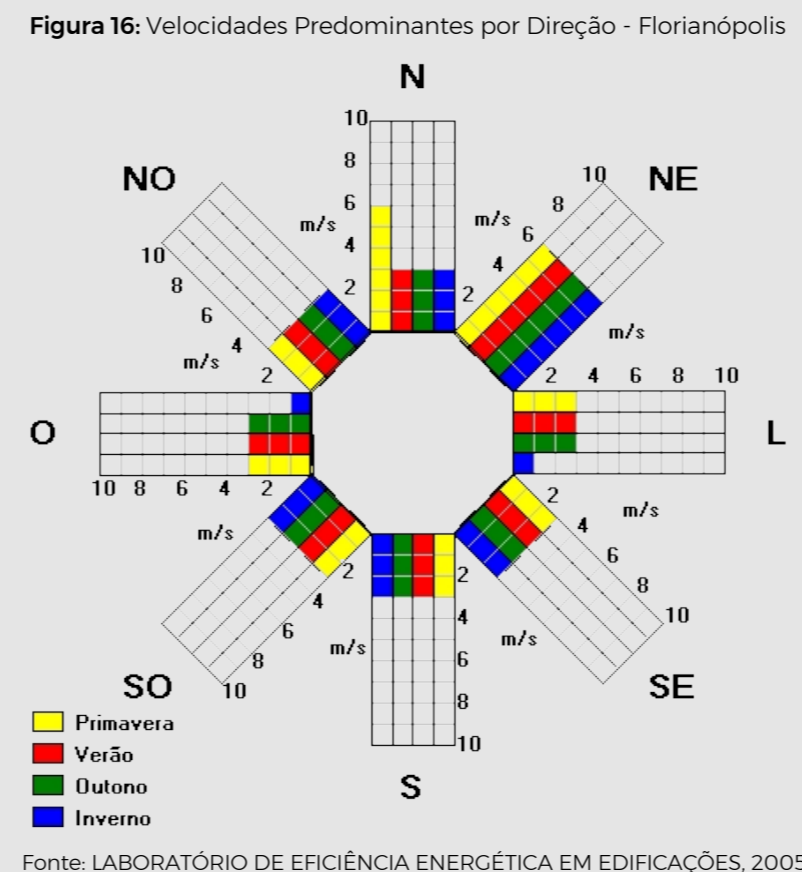 Figura 16: Velocidades Predominantes por Direção - Florianópolis
N
NO
NE
10
8
6
4
2
m/s
10
8
6
4
2
m/s
10
8
6
4
2
m/s
m/s
2 4 6 8 10
O
L
10 8 6 4 2
m/s
2
4
6
8
10
m/s
2
4
6
8
10
m/s
2
4
6
8
10
m/s
SO
SE
S
Primavera
Verão
Outono
Inverno
Fonte: LABORATÓRIO DE EFICIÊNCIA ENERGÉTICA EM EDIFICAÇÕES, 2005